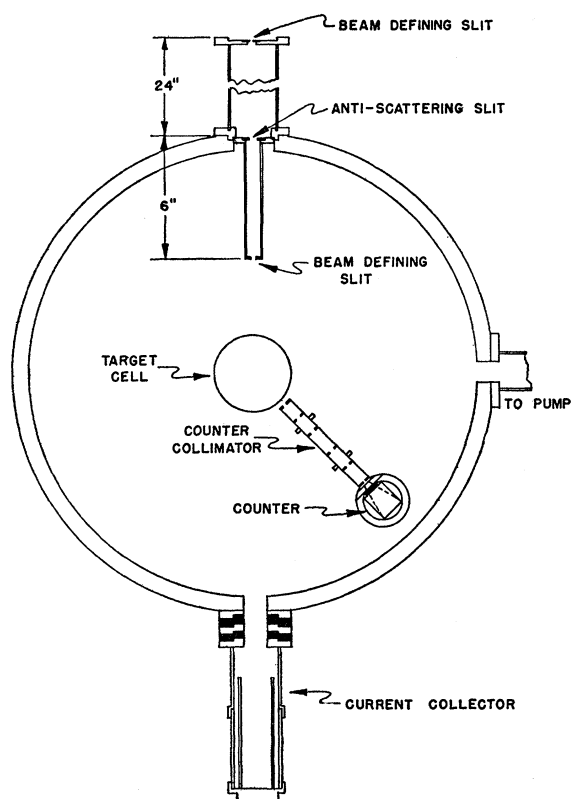 BEAM DEFINING SLIT
24"
ANTI-SCATTERING SLIT
6"
BEAM DEFINING
SLIT
TARGET
CELL
TO PUMP
COUNTER
COLLIMATOR
COUNTER
CURRENT COLLECTOR